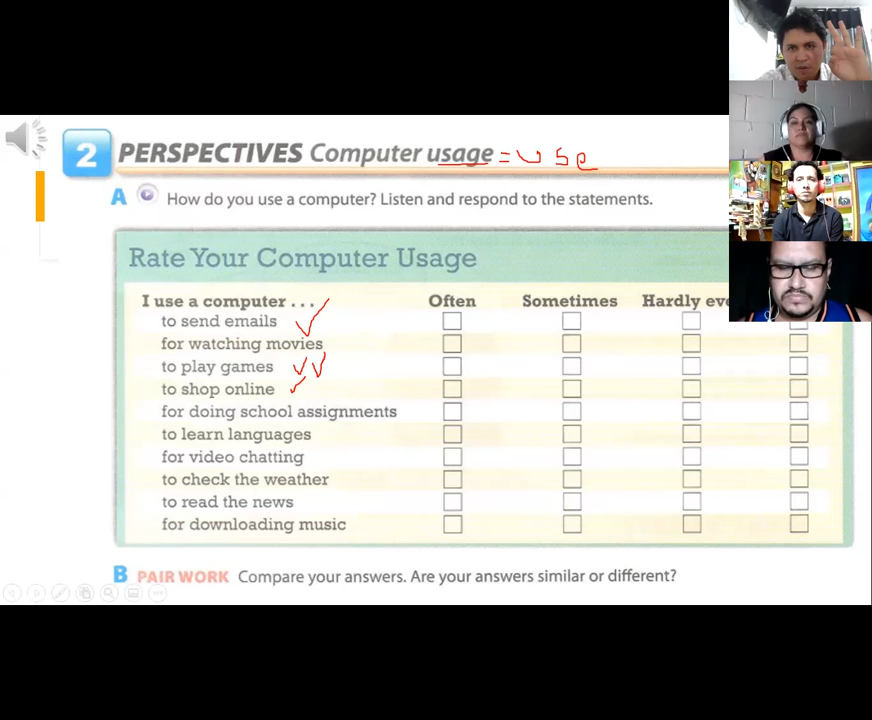 2 PERSPECTIVES Computer usage = use
A How do you use a computer? Listen and respond to the statements.
Rate Your Computer Usage
I use a computer . . . Often Sometimes Hardly eve
to send emails
for watching movies
to play games
to shop online
for doing school assignments
to learn languages
for video chatting
to check the weather
to read the news
for downloading music
B PAIR WORK Compare your answers. Are your answers similar or different?